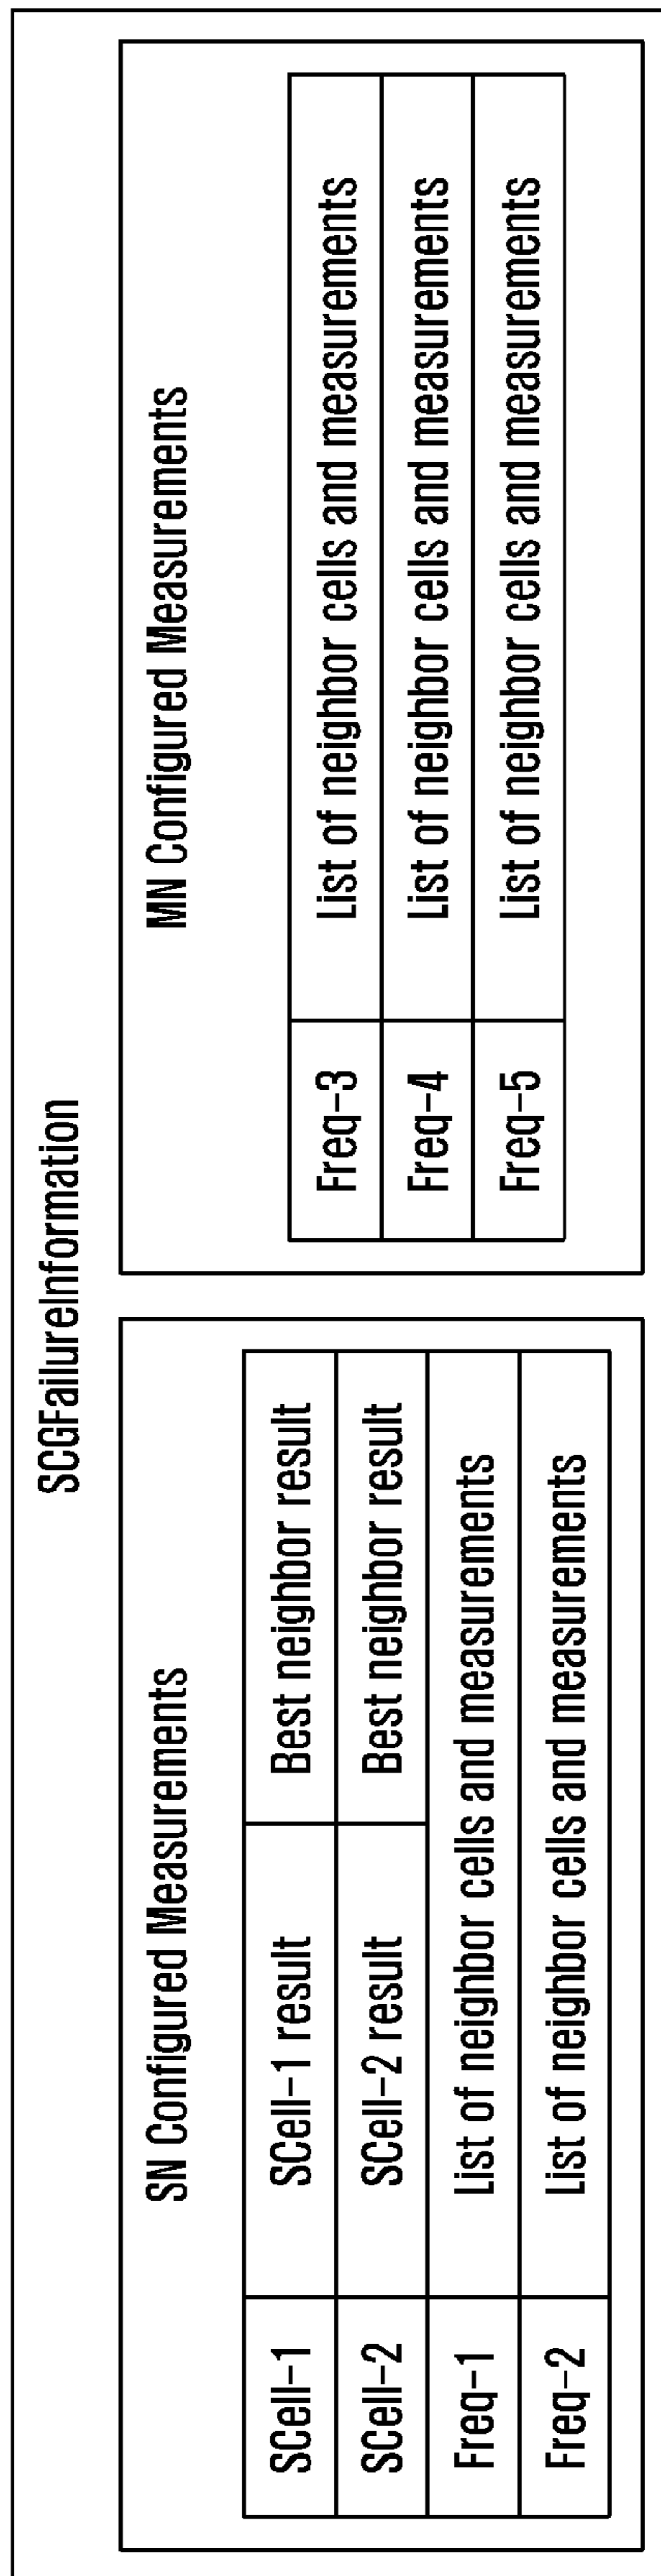 SCGFailureInformation
SN Configured Measurements
SCell-1 SCell-1 result Best neighbor result
SCell-2 SCell-2 result Best neighbor result
Freq-1 List of neighbor cells and measurements
Freq-2 List of neighbor cells and measurements
MN Configured Measurements
Freq-3 List of neighbor cells and measurements
Freq-4 List of neighbor cells and measurements
Freq-5 List of neighbor cells and measurements